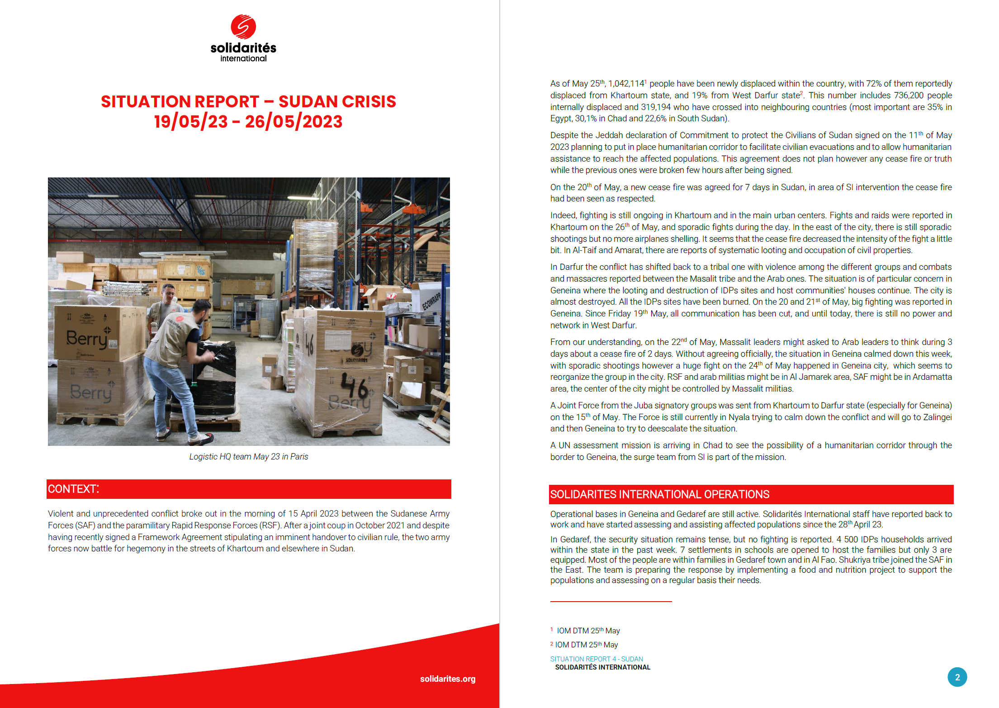 solidarités
international
SITUATION REPORT – SUDAN CRISIS
19/05/23 - 26/05/2023
Berry
Berry
46
SOLIDARITÉS
46
Berry
ECOWRAPP
solidarités
Logistic HQ team May 23 in Paris
CONTEXT:
Violent and unprecedented conflict broke out in the morning of 15 April 2023 between the Sudanese Army
Forces (SAF) and the paramilitary Rapid Response Forces (RSF). After a joint coup in October 2021 and despite
having recently signed a Framework Agreement stipulating an imminent handover to civilian rule, the two army
forces now battle for hegemony in the streets of Khartoum and elsewhere in Sudan.
solidarites.org
As of May 25th, 1,042,114¹ people have been newly displaced within the country, with 72% of them reportedly
displaced from Khartoum state, and 19% from West Darfur state². This number includes 736,200 people
internally displaced and 319,194 who have crossed into neighbouring countries (most important are 35% in
Egypt, 30,1% in Chad and 22,6% in South Sudan).
Despite the Jeddah declaration of Commitment to protect the Civilians of Sudan signed on the 11th of May
2023 planning to put in place humanitarian corridor to facilitate civilian evacuations and to allow humanitarian
assistance to reach the affected populations. This agreement does not plan however any cease fire or truth
while the previous ones were broken few hours after being signed.
On the 20th of May, a new cease fire was agreed for 7 days in Sudan, in area of SI intervention the cease fire
had been seen as respected.
Indeed, fighting is still ongoing in Khartoum and in the main urban centers. Fights and raids were reported in
Khartoum on the 26th of May, and sporadic fights during the day. In the east of the city, there is still sporadic
shootings but no more airplanes shelling. It seems that the cease fire decreased the intensity of the fight a little
bit. In Al-Taif and Amarat, there are reports of systematic looting and occupation of civil properties.
In Darfur the conflict has shifted back to a tribal one with violence among the different groups and combats
and massacres reported between the Masalit tribe and the Arab ones. The situation is of particular concern in
Geneina where the looting and destruction of IDPs sites and host communities' houses continue. The city is
almost destroyed. All the IDPs sites have been burned. On the 20 and 21st of May, big fighting was reported in
Geneina. Since Friday 19th May, all communication has been cut, and until today, there is still no power and
network in West Darfur.
From our understanding, on the 22nd of May, Massalit leaders might asked to Arab leaders to think during 3
days about a cease fire of 2 days. Without agreeing officially, the situation in Geneina calmed down this week,
with sporadic shootings however a huge fight on the 24th of May happened in Geneina city, which seems to
reorganize the group in the city. RSF and arab militias might be in Al Jamarek area, SAF might be in Ardamatta
area, the center of the city might be controlled by Massalit militias.
A Joint Force from the Juba signatory groups was sent from Khartoum to Darfur state (especially for Geneina)
on the 15th of May. The Force is still currently in Nyala trying to calm down the conflict and will go to Zalingei
and then Geneina to try to deescalate the situation.
A UN assessment mission is arriving in Chad to see the possibility of a humanitarian corridor through the
border to Geneina, the surge team from SI is part of the mission.
SOLIDARITES INTERNATIONAL OPERATIONS
Operational bases in Geneina and Gedaref are still active. Solidarités International staff have reported back to
work and have started assessing and assisting affected populations since the 28th April 23.
In Gedaref, the security situation remains tense, but no fighting is reported. 4 500 IDPs households arrived
within the state in the past week. 7 settlements in schools are opened to host the families but only 3 are
equipped. Most of the people are within families in Gedaref town and in Al Fao. Shukriya tribe joined the SAF in
the East. The team is preparing the response by implementing a food and nutrition project to support the
populations and assessing on a regular basis their needs.
¹ IOM DTM 25th May
² IOM DTM 25th May
SITUATION REPORT 4 - SUDAN
SOLIDARITÉS INTERNATIONAL
2